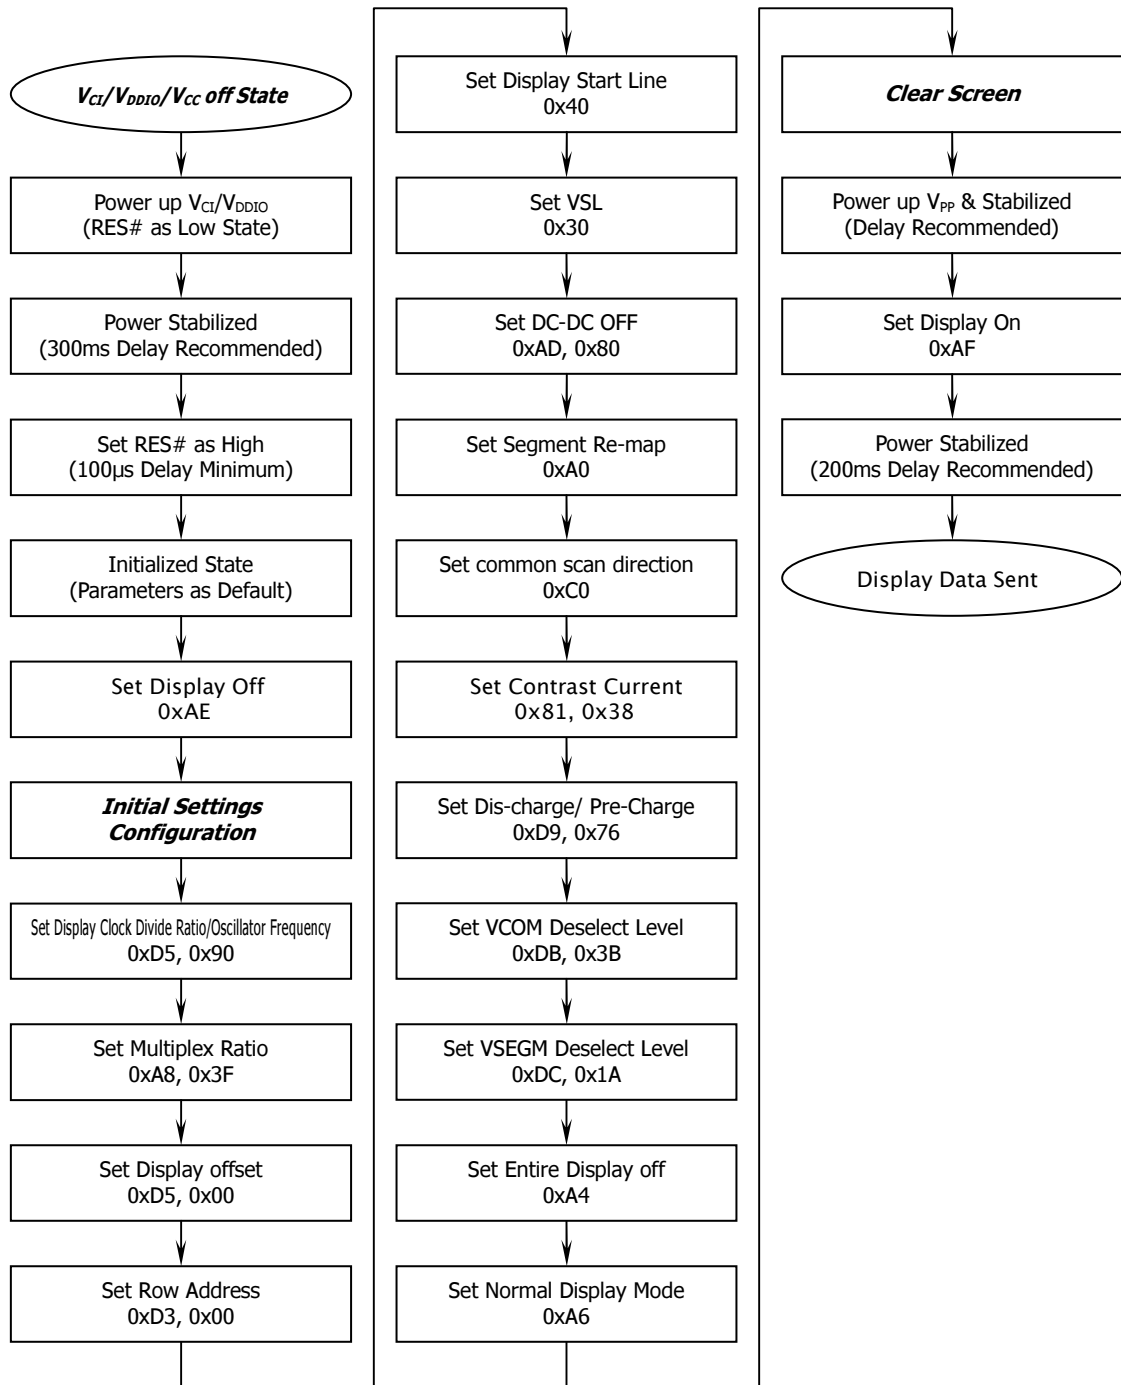 V_CI/V_DDIO/V_CC off State
Power up V_CI/V_DDIO
(RES# as Low State)
Power Stabilized
(300ms Delay Recommended)
Set RES# as High
(100μs Delay Minimum)
Initialized State
(Parameters as Default)
Set Display Off
0xAE
Initial Settings
Configuration
Set Display Clock Divide Ratio/Oscillator Frequency
0xD5, 0x90
Set Multiplex Ratio
0xA8, 0x3F
Set Display offset
0xD5, 0x00
Set Row Address
0xD3, 0x00
Set Display Start Line
0x40
Set VSL
0x30
Set DC-DC OFF
0xAD, 0x80
Set Segment Re-map
0xA0
Set common scan direction
0xC0
Set Contrast Current
0x81, 0x38
Set Dis-charge/ Pre-Charge
0xD9, 0x76
Set VCOM Deselect Level
0xDB, 0x3B
Set VSEGM Deselect Level
0xDC, 0x1A
Set Entire Display off
0xA4
Set Normal Display Mode
0xA6
Clear Screen
Power up V_PP & Stabilized
(Delay Recommended)
Set Display On
0xAF
Power Stabilized
(200ms Delay Recommended)
Display Data Sent